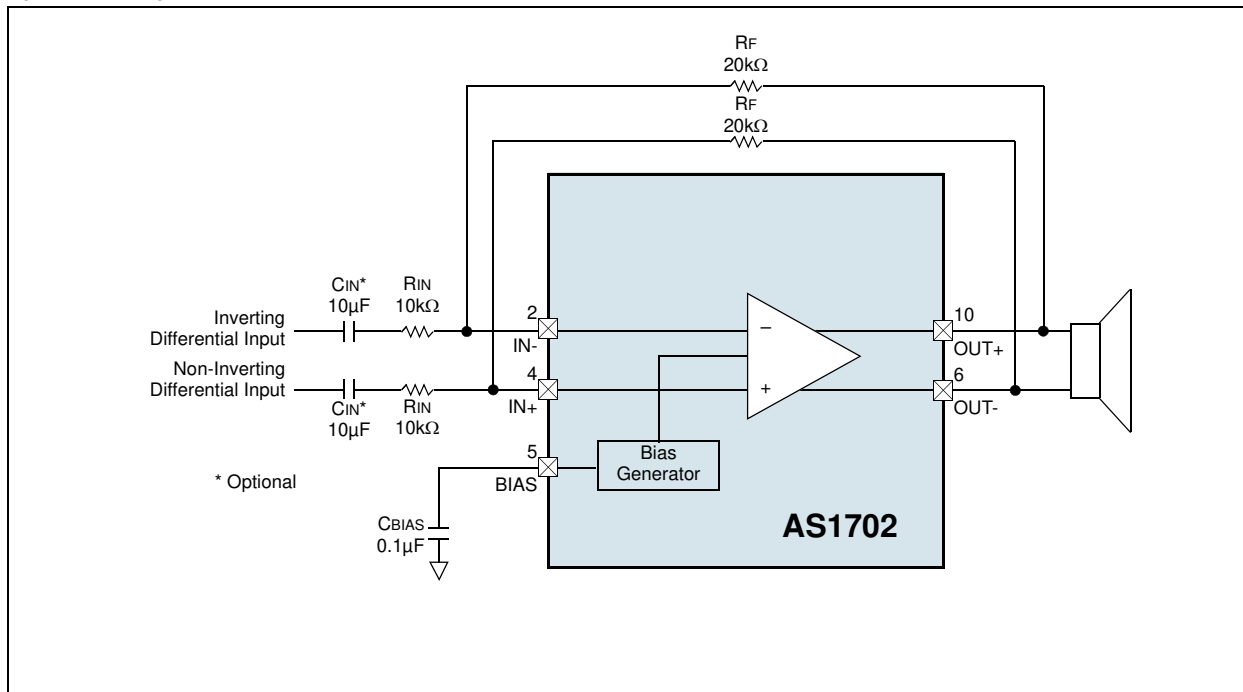 RF
20kΩ
RF
20kΩ
CIN*
10µF
RIN
10kΩ
Inverting
Differential Input
2
IN-
10
OUT+
Non-Inverting
Differential Input
4
IN+
6
OUT-
CIN*
10µF
RIN
10kΩ
–
+
5
BIAS
Bias
Generator
* Optional
CBIAS
0.1µF
AS1702